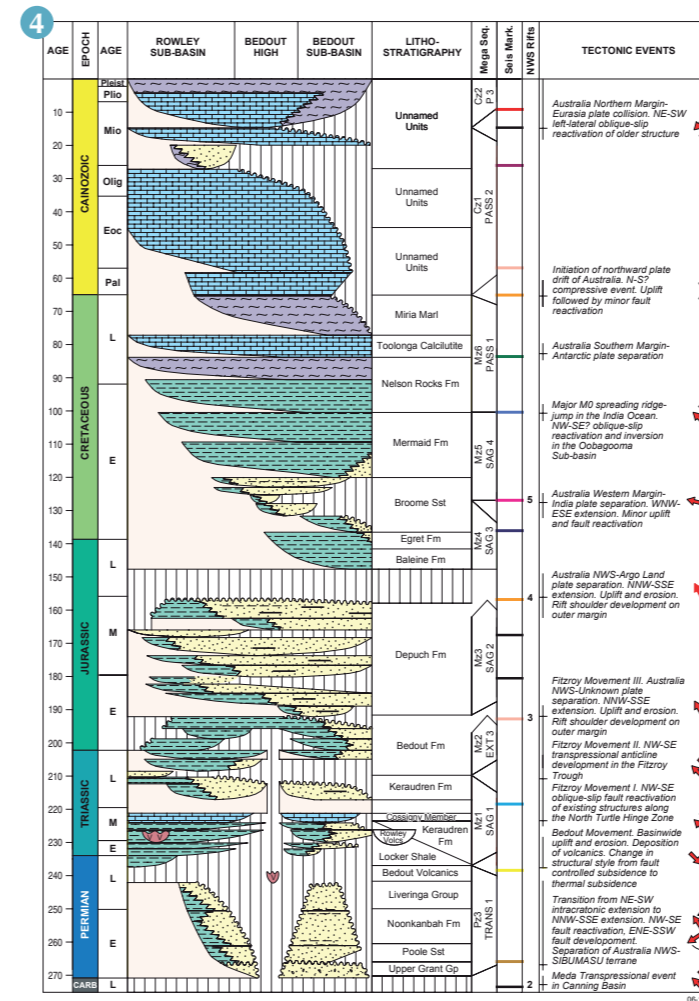 4
AGE
EPOCH
AGE
ROWLEY
SUB-BASIN
BEDOUT
HIGH
BEDOUT
SUB-BASIN
LITHO-
STRATIGRAPHY
Mega Seq.
Seis Mark.
NWS Rifts
TECTONIC EVENTS
10
20
30
40
50
60
70
80
90
100
110
120
130
140
150
160
170
180
190
200
210
220
230
240
250
260
270
CAINOZOIC
CRETACEOUS
JURASSIC
TRIASSIC
PERMIAN
CARB
Pleist
Plio
Mio
Olig
Eoc
Pal
L
E
L
M
E
L
M
E
L
E
L
Unnamed
Units
Unnamed
Units
Unnamed
Units
Miria Marl
Toolonga Calcilutite
Nelson Rocks Fm
Mermaid Fm
Broome Sst
Egret Fm
Baleine Fm
Depuch Fm
Bedout Fm
Keraudren Fm
Cossigny Member
Rowley
Volcs
Keraudren
Fm
Locker Shale
Bedout Volcanics
Liveringa Group
Noonkanbah Fm
Poole Sst
Upper Grant Gp
Cz2
P 3
Cz1
PASS 2
Mz6
PASS 1
Mz5
SAG 4
Mz4
SAG 3
Mz3
SAG 2
Mz2
EXT 3
Mz1
SAG 1
Pz3
TRANS 1
5
4
3
2
Australia Northern Margin-
Eurasia plate collision. NE-SW
left-lateral oblique-slip
reactivation of older structure
Initiation of northward plate
drift of Australia. N-S?
compressive event. Uplift
followed by minor fault
reactivation
Australia Southern Margin-
Antarctic plate separation
Major M0 spreading ridge-
jump in the India Ocean.
NW-SE? oblique-slip
reactivation and inversion
in the Oobagooma
Sub-basin
Australia Western Margin-
India plate separation. WNW-
ESE extension. Minor uplift
and fault reactivation
Australia NWS-Argo Land
plate separation. NNW-SSE
extension. Uplift and erosion.
Rift shoulder development on
outer margin
Fitzroy Movement III. Australia
NWS-Unknown plate
separation. NNW-SSE
extension. Uplift and erosion.
Rift shoulder development on
outer margin
Fitzroy Movement II. NW-SE
transpressional anticline
development in the Fitzroy
Trough
Fitzroy Movement I. NW-SE
oblique-slip fault reactivation
of existing structures along
the North Turtle Hinge Zone
Bedout Movement. Basinwide
uplift and erosion. Deposition
of volcanics. Change in
structural style from fault
controlled subsidence to
thermal subsidence
Transition from NE-SW
intracratonic extension to
NNW-SSE extension. NW-SE
fault reactivation, ENE-SSW
fault developoment.
Separation of Australia NWS-
SIBUMASU terrane
Meda Transpressional event
in Canning Basin